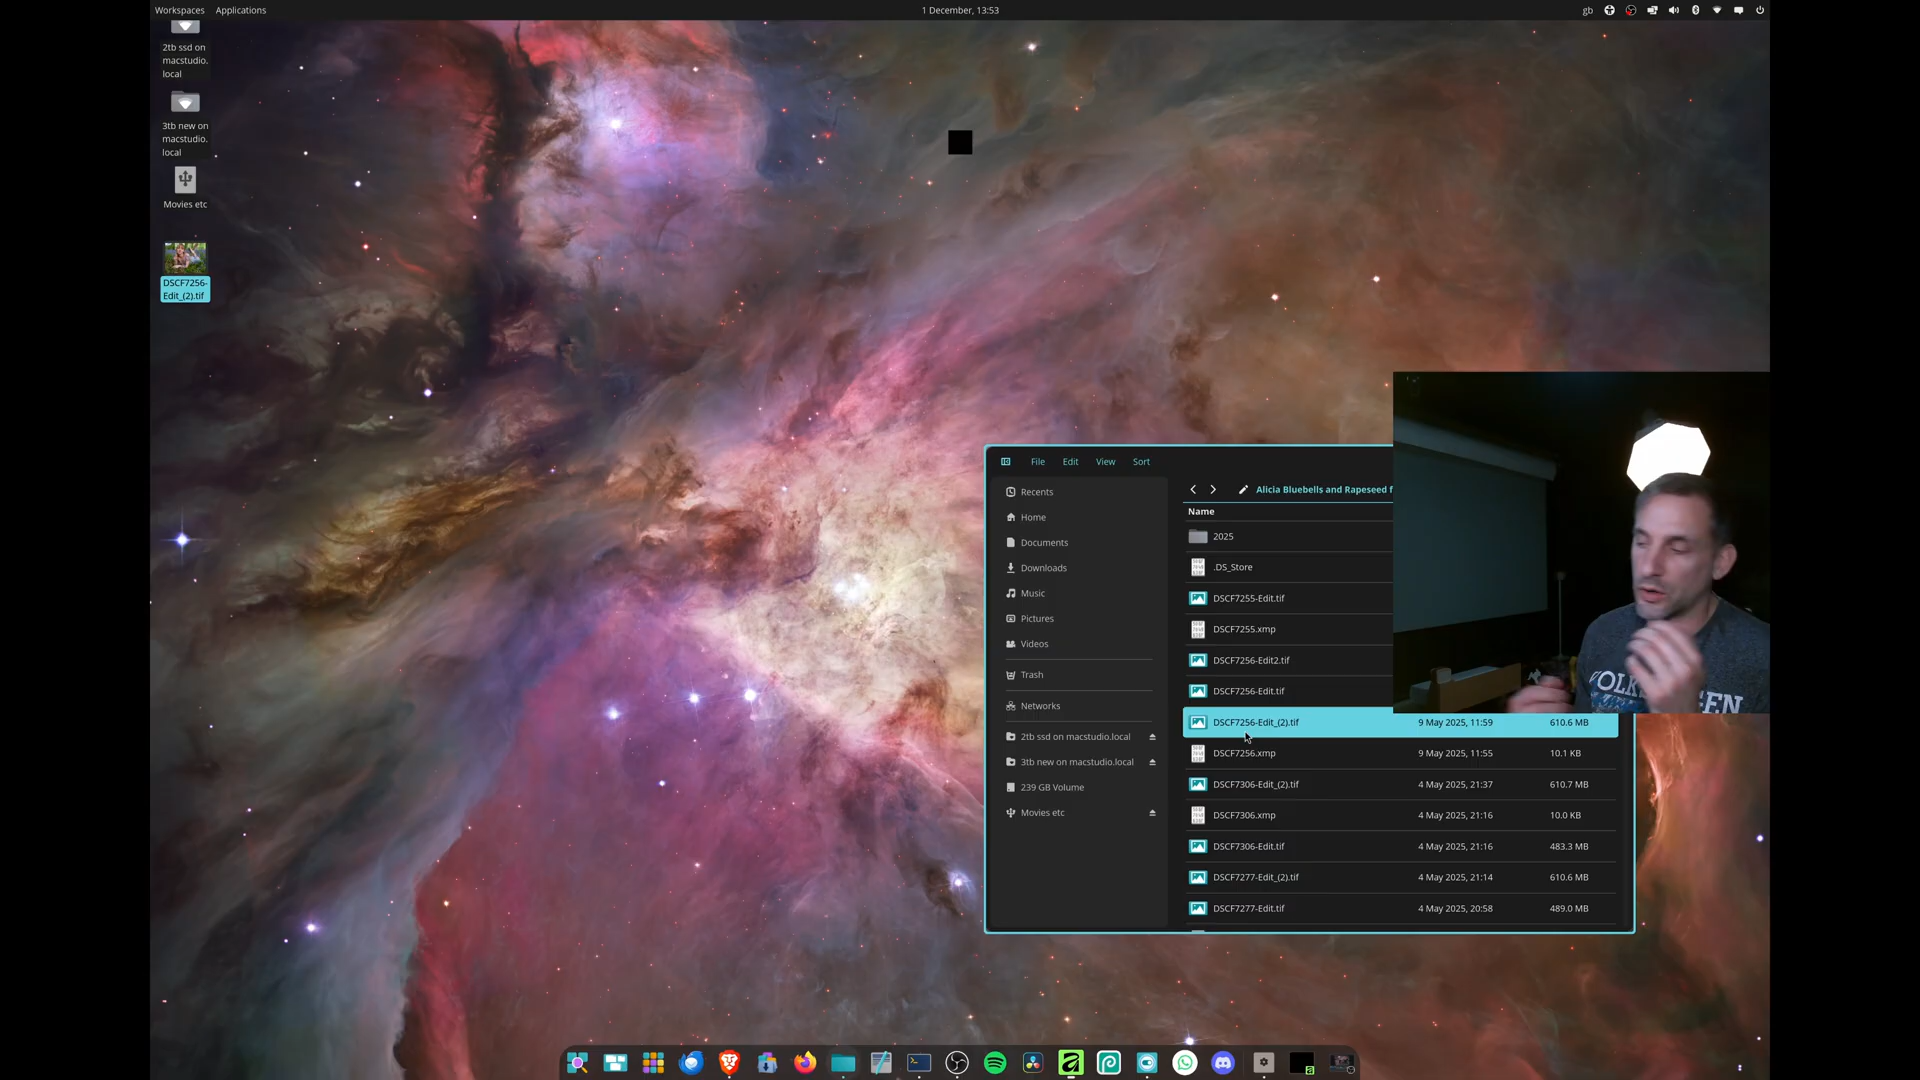 Workspaces
Applications
1 December, 13:53
gb
2tb ssd on
macstudio.
local
3tb new on
macstudio.
local
Movies etc
DSCF7256-
Edit_(2).tif
File
Edit
View
Sort
Recents
Home
Documents
Downloads
Music
Pictures
Videos
Trash
Networks
2tb ssd on macstudio.local
3tb new on macstudio.local
239 GB Volume
Movies etc
Alicia Bluebells and Rapeseed f
Name
2025
.DS_Store
DSCF7255-Edit.tif
DSCF7255.xmp
DSCF7256-Edit2.tif
DSCF7256-Edit.tif
DSCF7256-Edit_(2).tif 9 May 2025, 11:59 610.6 MB
DSCF7256.xmp 9 May 2025, 11:55 10.1 KB
DSCF7306-Edit_(2).tif 4 May 2025, 21:37 610.7 MB
DSCF7306.xmp 4 May 2025, 21:16 10.0 KB
DSCF7306-Edit.tif 4 May 2025, 21:16 483.3 MB
DSCF7277-Edit_(2).tif 4 May 2025, 21:14 610.6 MB
DSCF7277-Edit.tif 4 May 2025, 20:58 489.0 MB